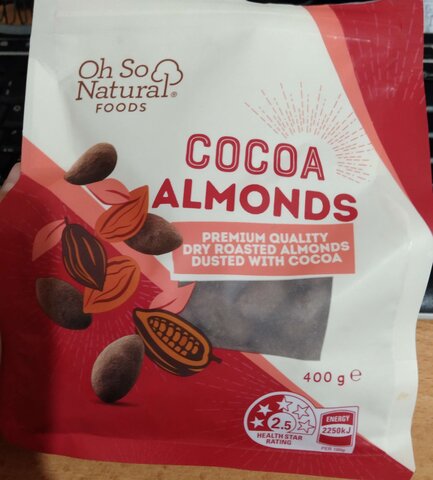 Oh So
Natural®
FOODS
COCOA
ALMONDS
PREMIUM QUALITY
DRY ROASTED ALMONDS
DUSTED WITH COCOA
400 g e
2.5
HEALTH STAR
RATING
ENERGY
2250kJ
PER 100g